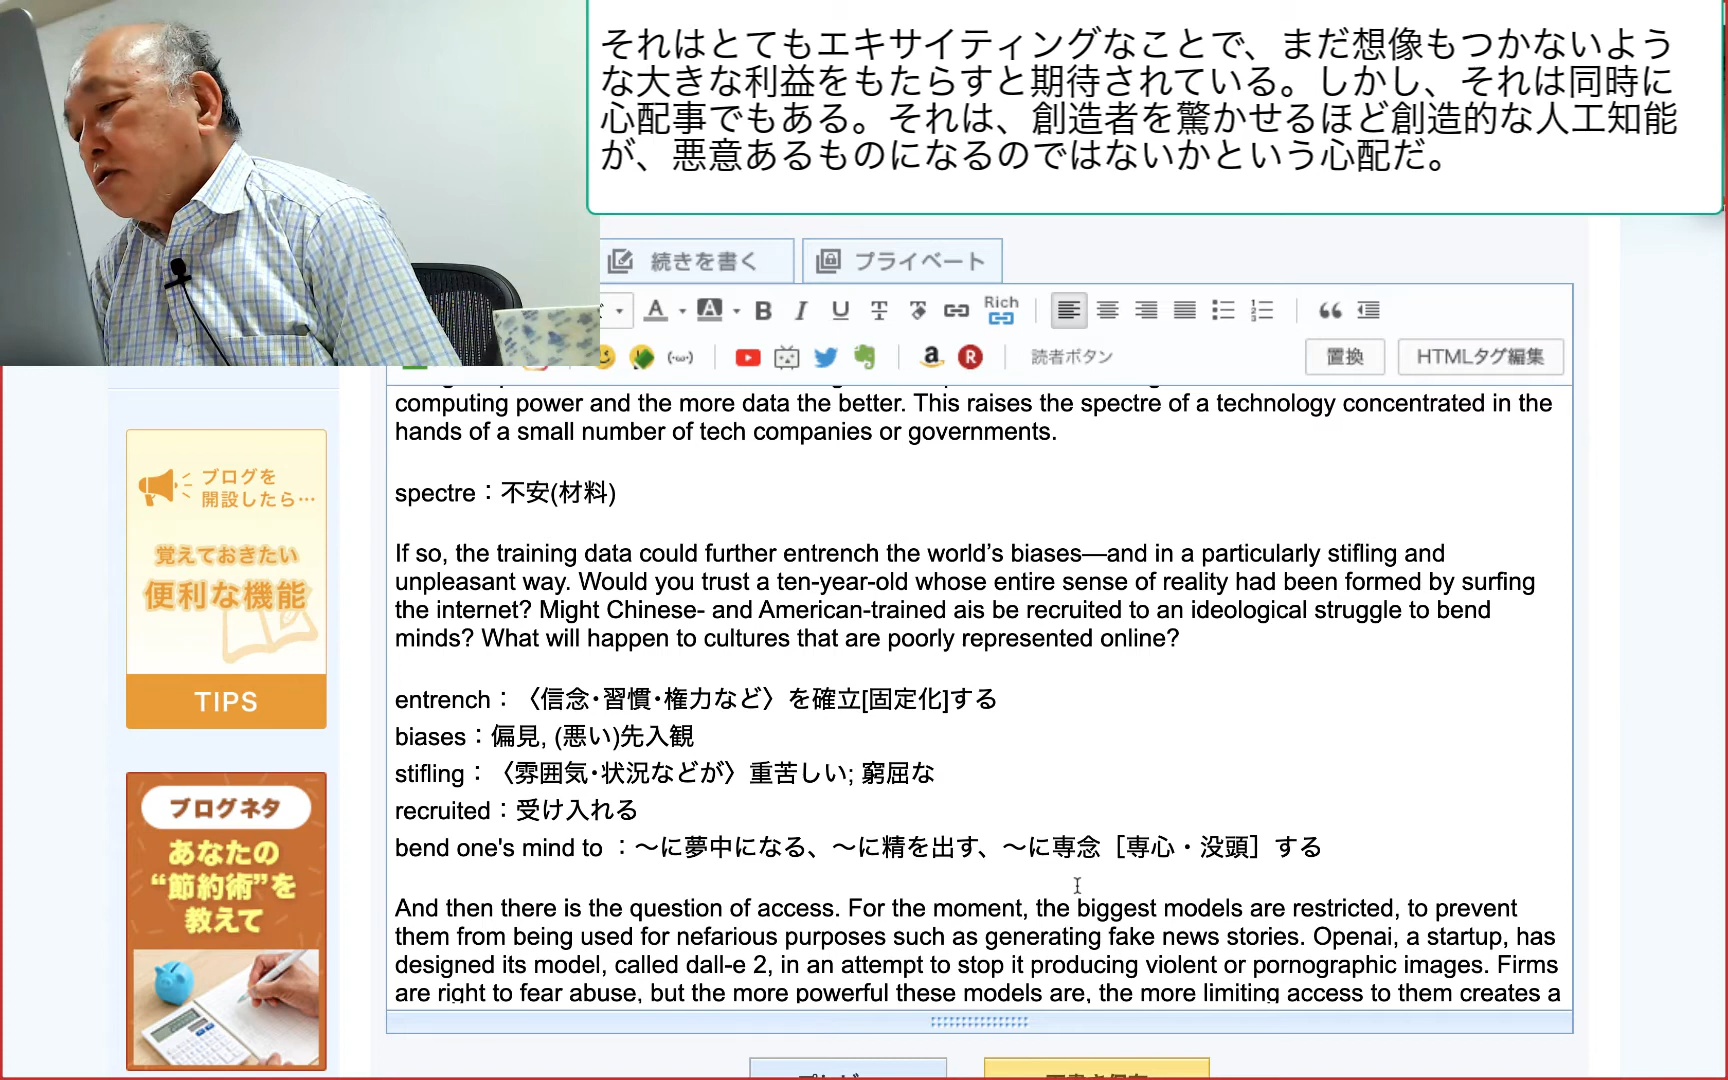 それはとてもエキサイティングなことで、まだ想像もつかないよう
な大きな利益をもたらすと期待されている。しかし、それは同時に
心配事でもある。それは、創造者を驚かせるほど創造的な人工知能
が、悪意あるものになるのではないかという心配だ。
続きを書く
プライベート
Rich
読者ボタン
置換
HTMLタグ編集
computing power and the more data the better. This raises the spectre of a technology concentrated in the
hands of a small number of tech companies or governments.
spectre：不安(材料)
If so, the training data could further entrench the world’s biases—and in a particularly stifling and
unpleasant way. Would you trust a ten-year-old whose entire sense of reality had been formed by surfing
the internet? Might Chinese- and American-trained ais be recruited to an ideological struggle to bend
minds? What will happen to cultures that are poorly represented online?
entrench：〈信念･習慣･権力など〉を確立[固定化]する
biases：偏見, (悪い)先入観
stifling：〈雰囲気･状況などが〉重苦しい; 窮屈な
recruited：受け入れる
bend one's mind to ：〜に夢中になる、〜に精を出す、〜に専念［専心・没頭］する
And then there is the question of access. For the moment, the biggest models are restricted, to prevent
them from being used for nefarious purposes such as generating fake news stories. Openai, a startup, has
designed its model, called dall-e 2, in an attempt to stop it producing violent or pornographic images. Firms
are right to fear abuse, but the more powerful these models are, the more limiting access to them creates a
ブログを
開設したら…
覚えておきたい
便利な機能
TIPS
ブログネタ
あなたの
“節約術”を
教えて